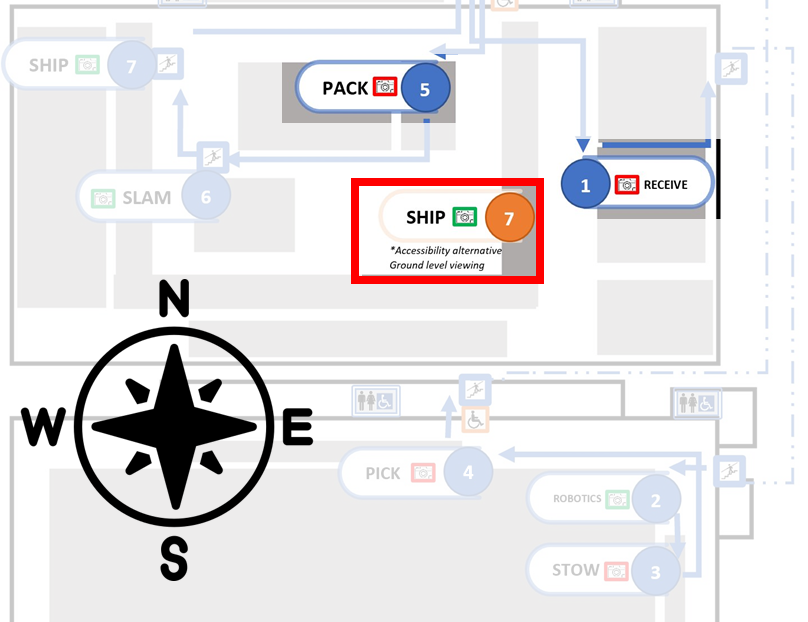 SHIP 7
PACK 5
1 RECEIVE
SLAM 6
SHIP 7
*Accessibility alternative
Ground level viewing
N
W E
S
PICK 4
ROBOTICS 2
STOW 3